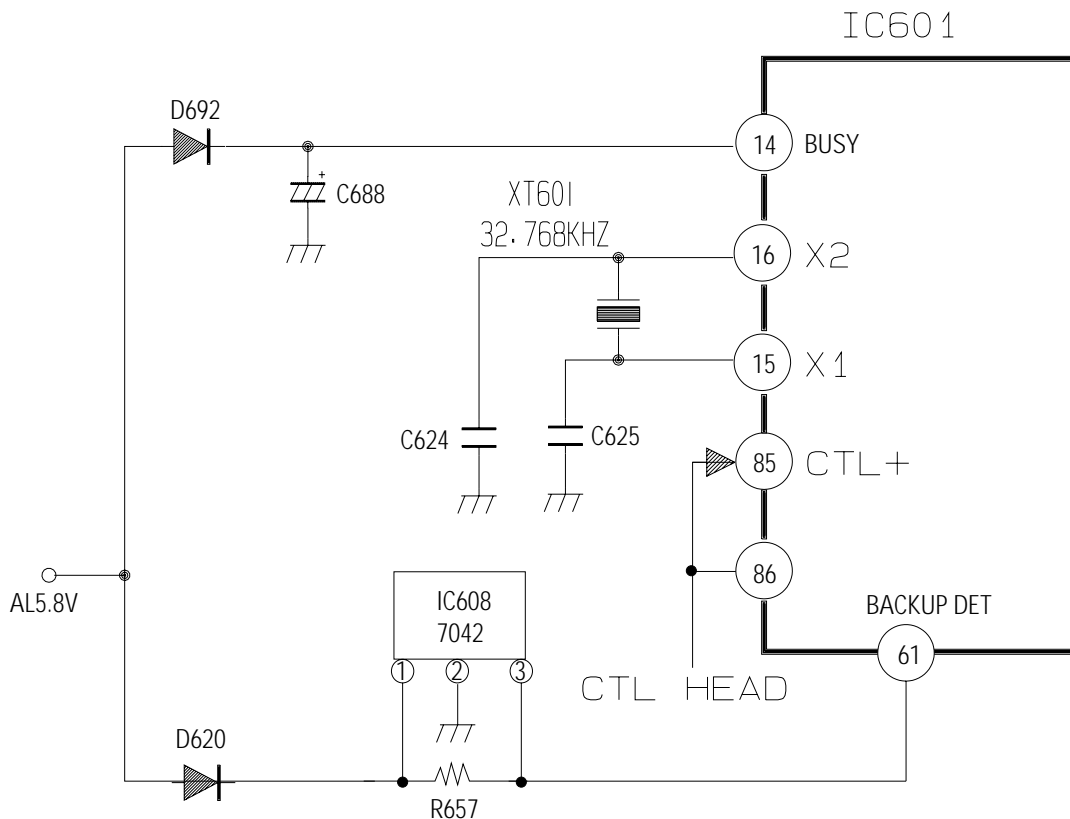 IC601
D692
14 BUSY
+
C688
XT601
32.768KHZ
16 X2
15 X1
C624
C625
85 CTL+
86
AL5.8V
IC608
7042
1 2 3
BACKUP DET
61
CTL HEAD
D620
R657